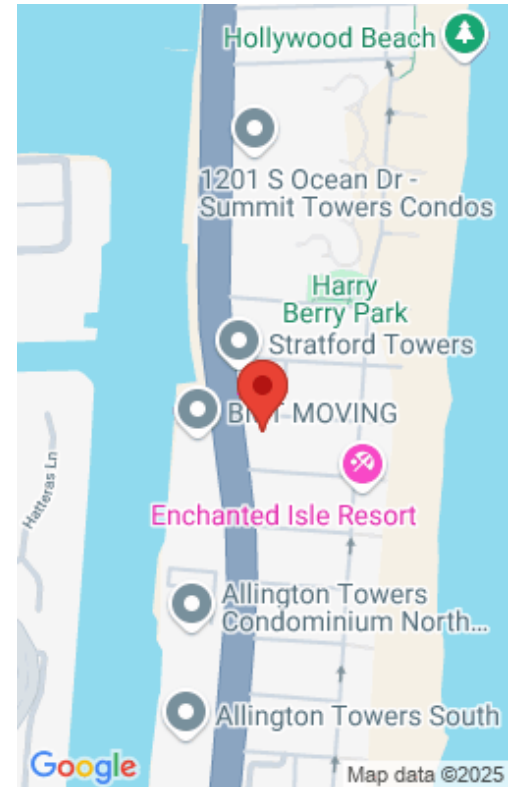 Hollywood Beach
1201 S Ocean Dr -
Summit Towers Condos
Harry
Berry Park
Stratford Towers
MOVING
Enchanted Isle Resort
Hatteras Ln
Allington Towers
Condominium North...
Allington Towers South
Google
Map data ©2025